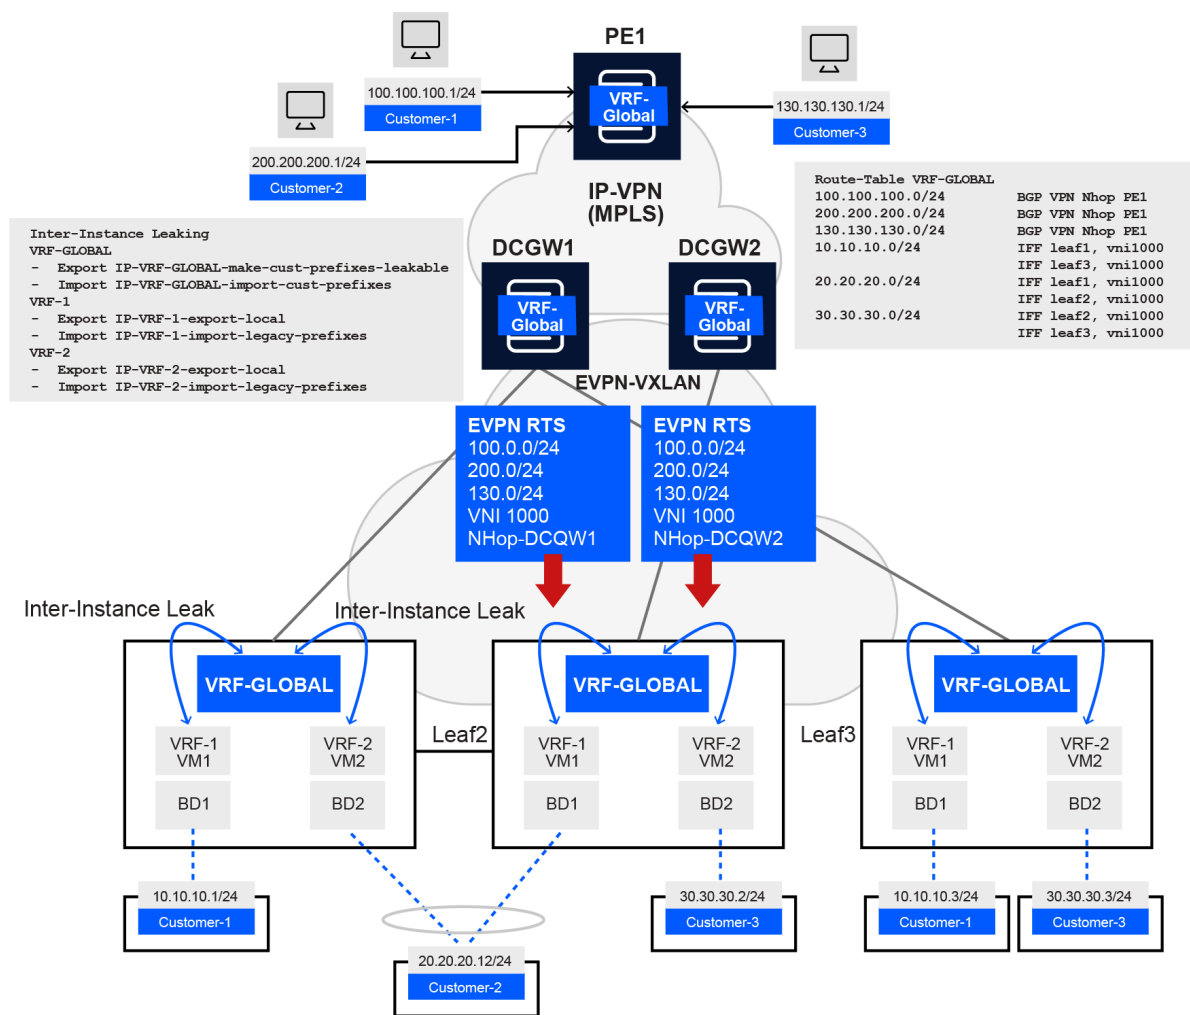 PE1
VRF-
Global
100.100.100.1/24
Customer-1
130.130.130.1/24
Customer-3
200.200.200.1/24
Customer-2
IP-VPN
(MPLS)
Route-Table VRF-GLOBAL
100.100.100.0/24 BGP VPN Nhop PE1
200.200.200.0/24 BGP VPN Nhop PE1
130.130.130.0/24 BGP VPN Nhop PE1
10.10.10.0/24 IFF leaf1, vni1000
IFF leaf3, vni1000
20.20.20.0/24 IFF leaf1, vni1000
IFF leaf2, vni1000
30.30.30.0/24 IFF leaf2, vni1000
IFF leaf3, vni1000
Inter-Instance Leaking
VRF-GLOBAL
- Export IP-VRF-GLOBAL-make-cust-prefixes-leakable
- Import IP-VRF-GLOBAL-import-cust-prefixes
VRF-1
- Export IP-VRF-1-export-local
- Import IP-VRF-1-import-legacy-prefixes
VRF-2
- Export IP-VRF-2-export-local
- Import IP-VRF-2-import-legacy-prefixes
DCGW1
VRF-
Global
DCGW2
VRF-
Global
EVPN-VXLAN
EVPN RTS
100.0.0/24
200.0/24
130.0/24
VNI 1000
NHop-DCQW1
EVPN RTS
100.0.0/24
200.0/24
130.0/24
VNI 1000
NHop-DCQW2
Inter-Instance Leak
Inter-Instance Leak
VRF-GLOBAL
VRF-1
VM1
VRF-2
VM2
BD1
BD2
Leaf2
VRF-GLOBAL
VRF-1
VM1
VRF-2
VM2
BD1
BD2
Leaf3
VRF-GLOBAL
VRF-1
VM1
VRF-2
VM2
BD1
BD2
10.10.10.1/24
Customer-1
20.20.20.12/24
Customer-2
30.30.30.2/24
Customer-3
10.10.10.3/24
Customer-1
30.30.30.3/24
Customer-3